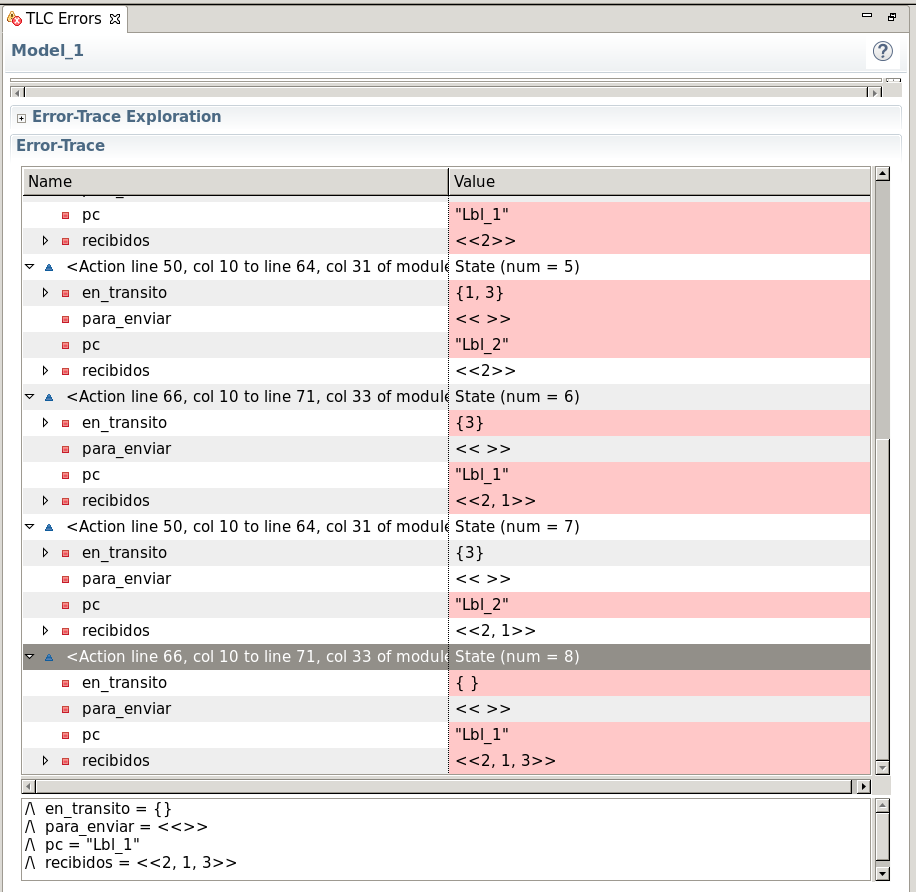 TLC Errors
Model_1
Error-Trace Exploration
Error-Trace
Name Value
pc "Lbl_1"
recibidos <<2>>
<Action line 50, col 10 to line 64, col 31 of module State (num = 5)
en_transito {1, 3}
para_enviar << >>
pc "Lbl_2"
recibidos <<2>>
<Action line 66, col 10 to line 71, col 33 of module State (num = 6)
en_transito {3}
para_enviar << >>
pc "Lbl_1"
recibidos <<2, 1>>
<Action line 50, col 10 to line 64, col 31 of module State (num = 7)
en_transito {3}
para_enviar << >>
pc "Lbl_2"
recibidos <<2, 1>>
<Action line 66, col 10 to line 71, col 33 of module State (num = 8)
en_transito { }
para_enviar << >>
pc "Lbl_1"
recibidos <<2, 1, 3>>
/\ en_transito = {}
/\ para_enviar = <<>>
/\ pc = "Lbl_1"
/\ recibidos = <<2, 1, 3>>